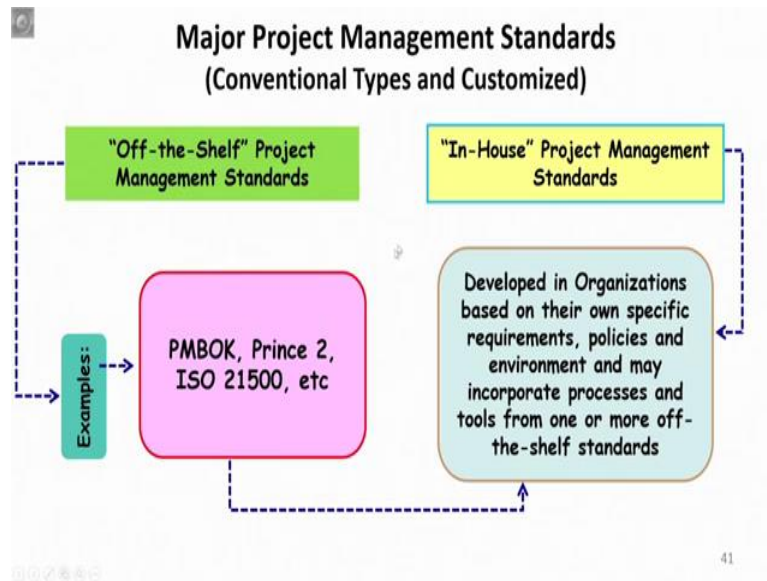 Major Project Management Standards
(Conventional Types and Customized)
“Off-the-Shelf” Project
Management Standards
“In-House” Project Management
Standards
Examples:
PMBOK, Prince 2,
ISO 21500, etc
Developed in Organizations
based on their own specific
requirements, policies and
environment and may
incorporate processes and
tools from one or more off-
the-shelf standards
41